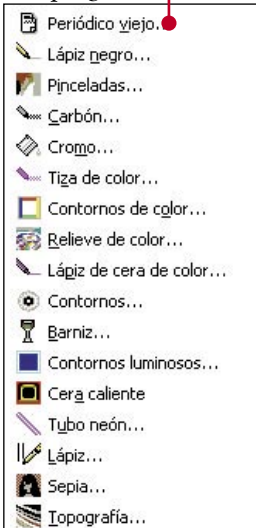 Periódico viejo...
Lápiz negro...
Pinceladas...
Carbón...
Cromo...
Tiza de color...
Contornos de color...
Relieve de color...
Lápiz de cera de color...
Contornos...
Barniz...
Contornos luminosos...
Cera caliente
Tubo neón...
Lápiz...
Sepia...
Topografía...